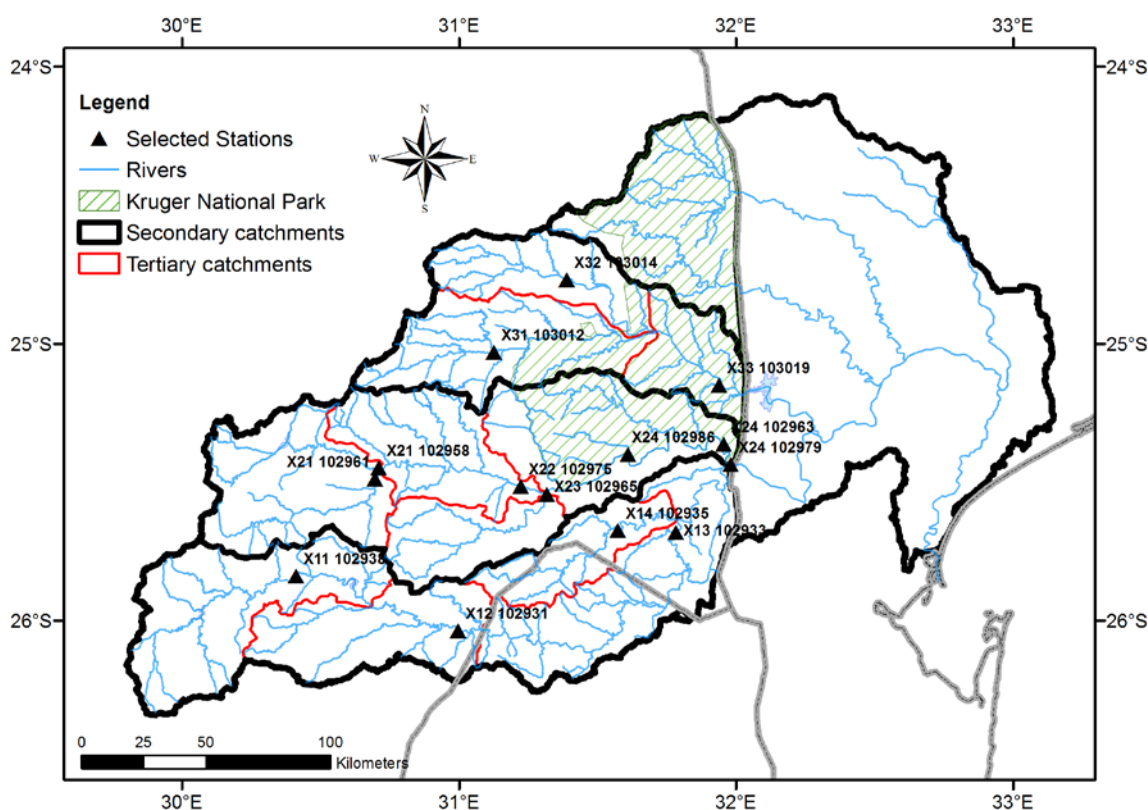 30°E 31°E 32°E 33°E
24°S 24°S
Legend
Selected Stations
Rivers
Kruger National Park
Secondary catchments
Tertiary catchments
N
W E
S
X32 103014
25°S 25°S
X31 103012
X33 103019
X24 102963
X24 102986
X24 102979
X21 102958
X21 102961
X22 102975
X23 102965
X14 102935
X13 102933
X11 102938
26°S 26°S
X12 102931
0 25 50 100
Kilometers
30°E 31°E 32°E 33°E